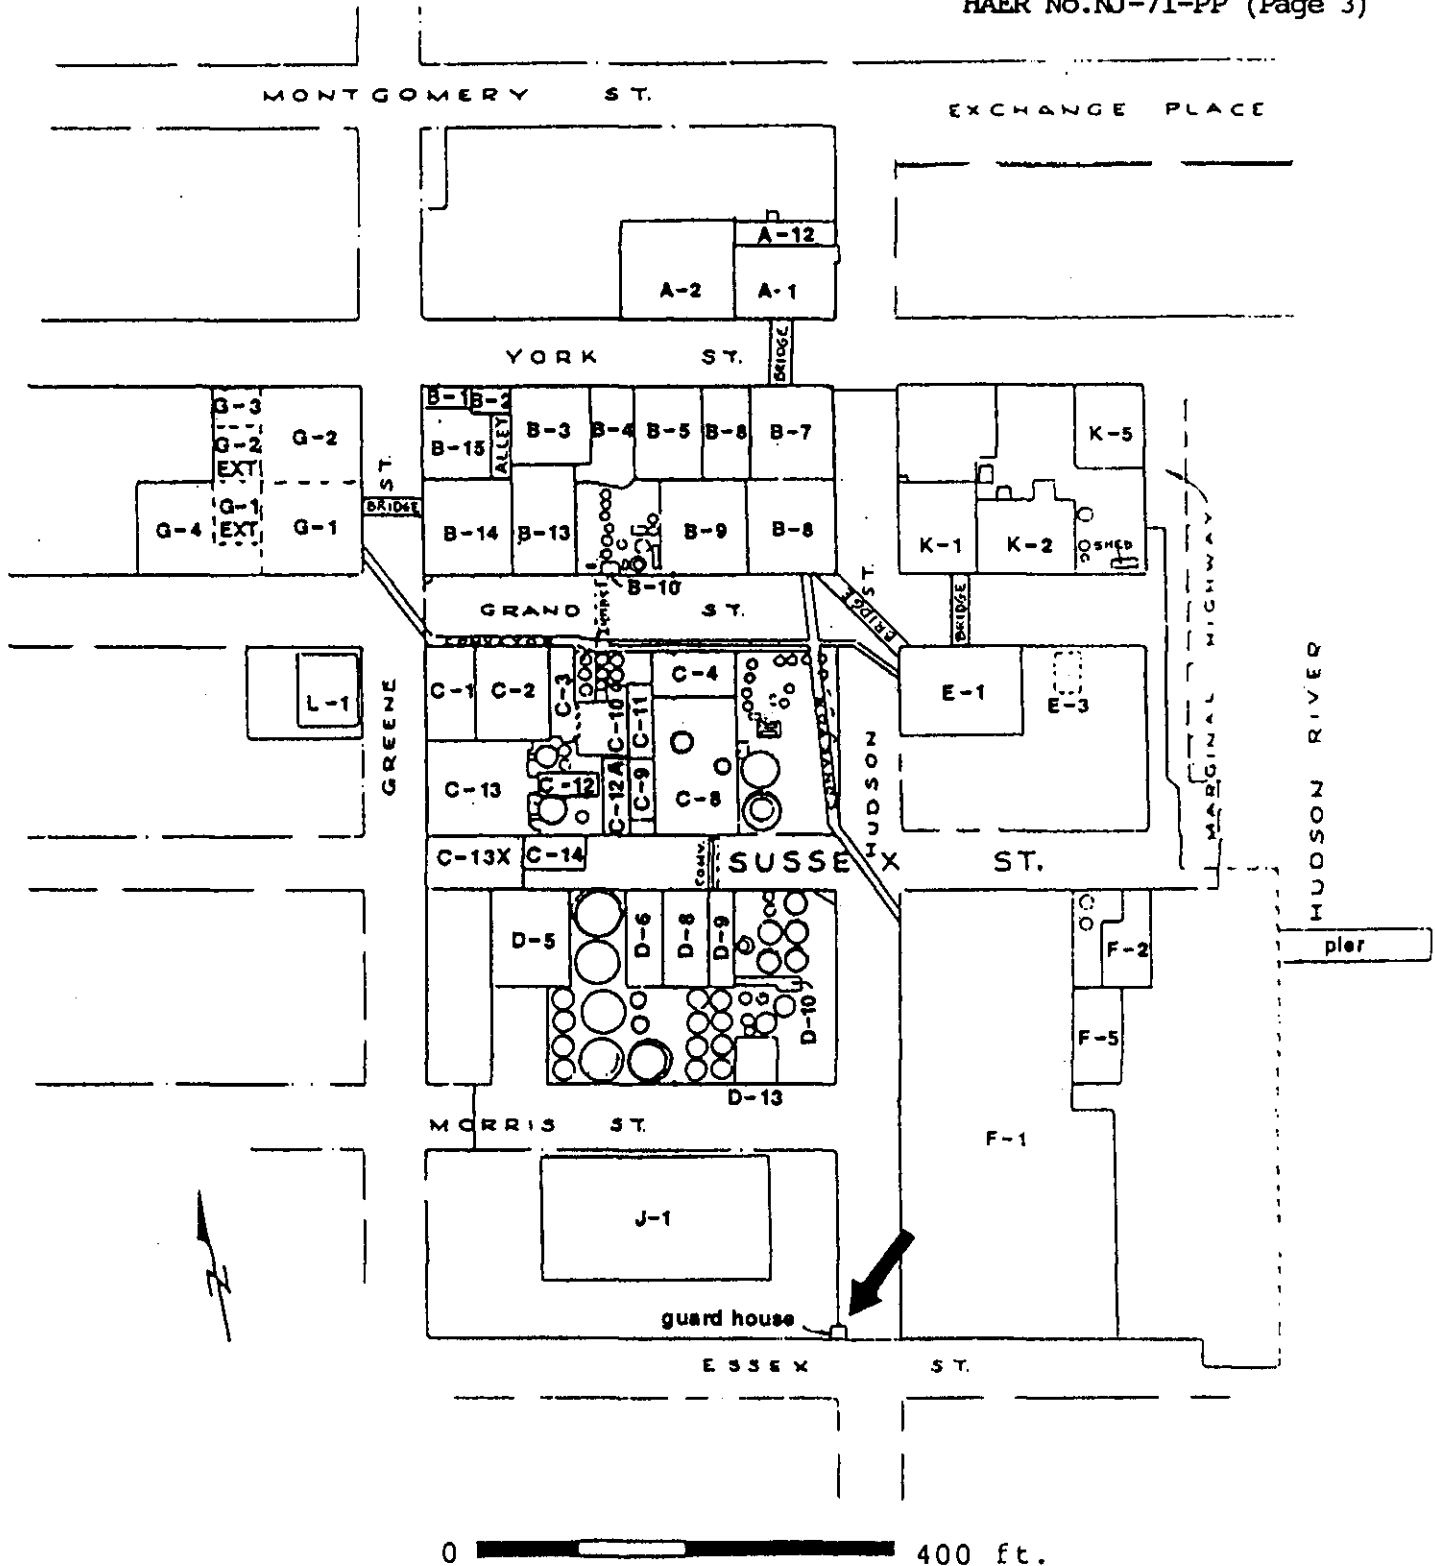 HAER No.NJ-71-PP (Page 3)
MONTGOMERY ST.
EXCHANGE PLACE
A-12
A-2
A-1
YORK ST.
BRIDGE
B-1
B-2
B-15
ALLEY
B-3
B-4
B-5
B-8
B-7
G-3
G-2
EXT
G-2
G-1
EXT
G-1
G-4
GREENE ST.
BRIDGE
B-14
B-13
B-9
B-8
B-10
K-5
K-1
K-2
SHED
GRAND ST.
BRIDGE
BRIDGE
MARGINAL HIGHWAY
HUDSON RIVER
L-1
C-1
C-2
C-3
C-4
C-10
C-11
C-13
C-12
C-12A
C-9
C-8
HUDSON ST.
E-1
E-3
C-13X
C-14
CONV.
SUSSEX ST.
D-5
D-6
D-8
D-9
D-10
D-13
F-2
pier
F-5
F-1
MORRIS ST.
J-1
guard house
ESSEX ST.
0 400 ft.